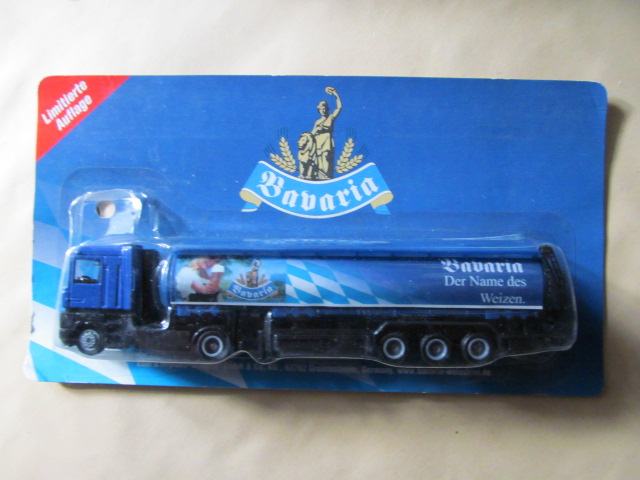 Limitierte
Auflage
Bavaria
Bavaria
Bavaria
Der Name des
Weizen.